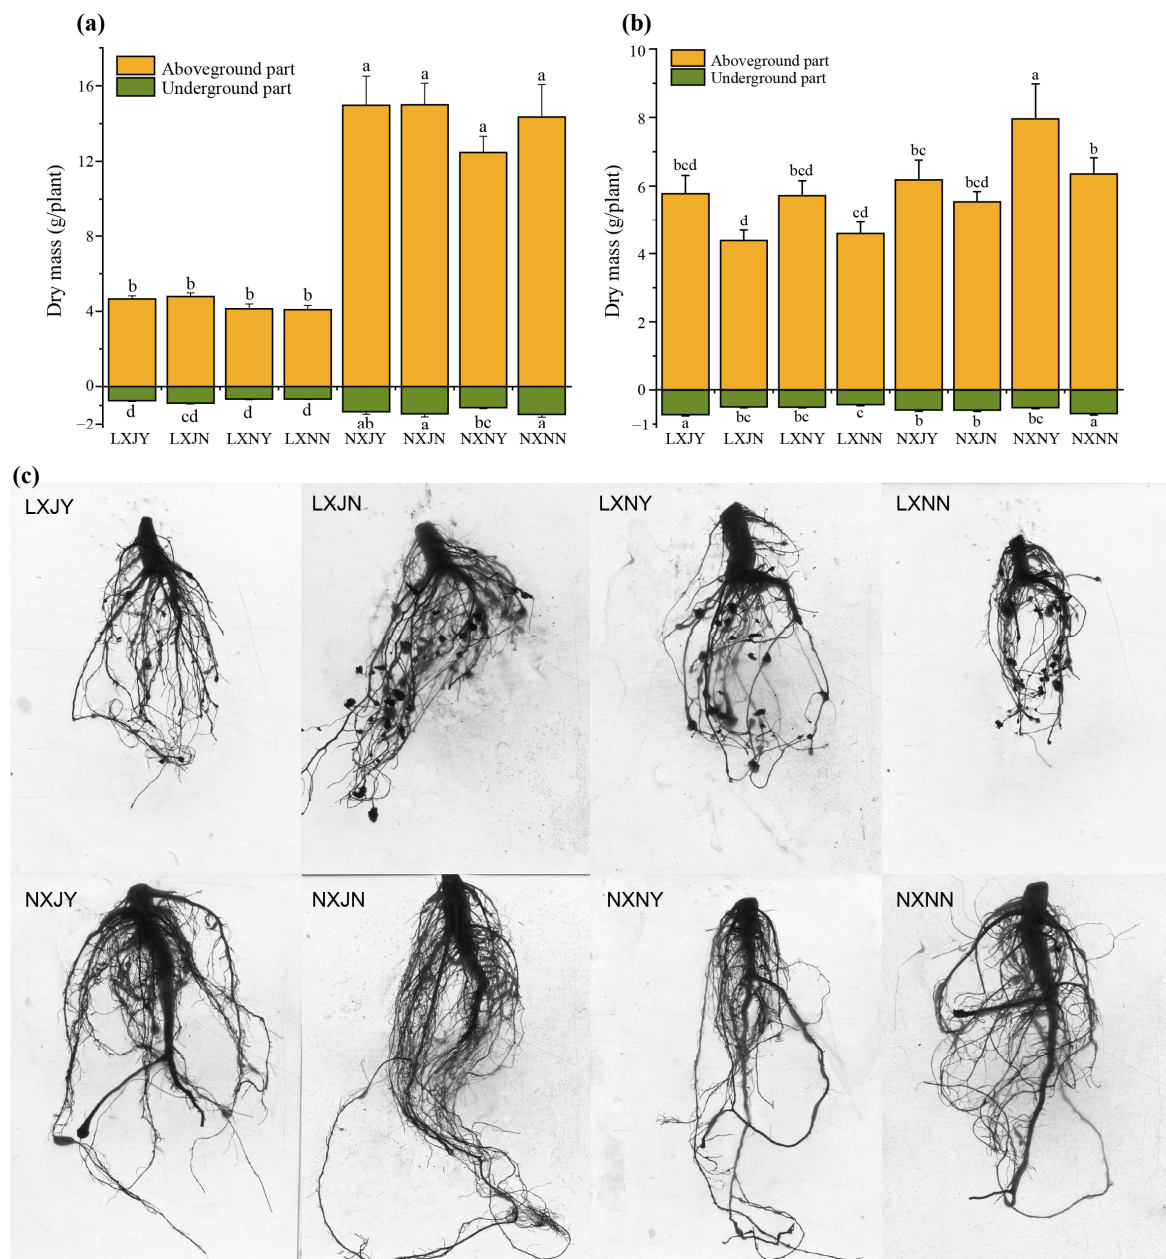 (a)
Aboveground part
Underground part
Dry mass (g/plant)
16
12
8
4
0
−2
a a a a
b b b b
d cd d d ab a bc a
LXJY LXJN LXNY LXNN NXJY NXJN NXNY NXNN
(b)
Aboveground part
Underground part
Dry mass (g/plant)
10
8
6
4
2
0
−1
bcd d bcd cd bc bcd a b
a bc bc c b b bc a
LXJY LXJN LXNY LXNN NXJY NXJN NXNY NXNN
(c)
LXJY LXJN LXNY LXNN
NXJY NXJN NXNY NXNN